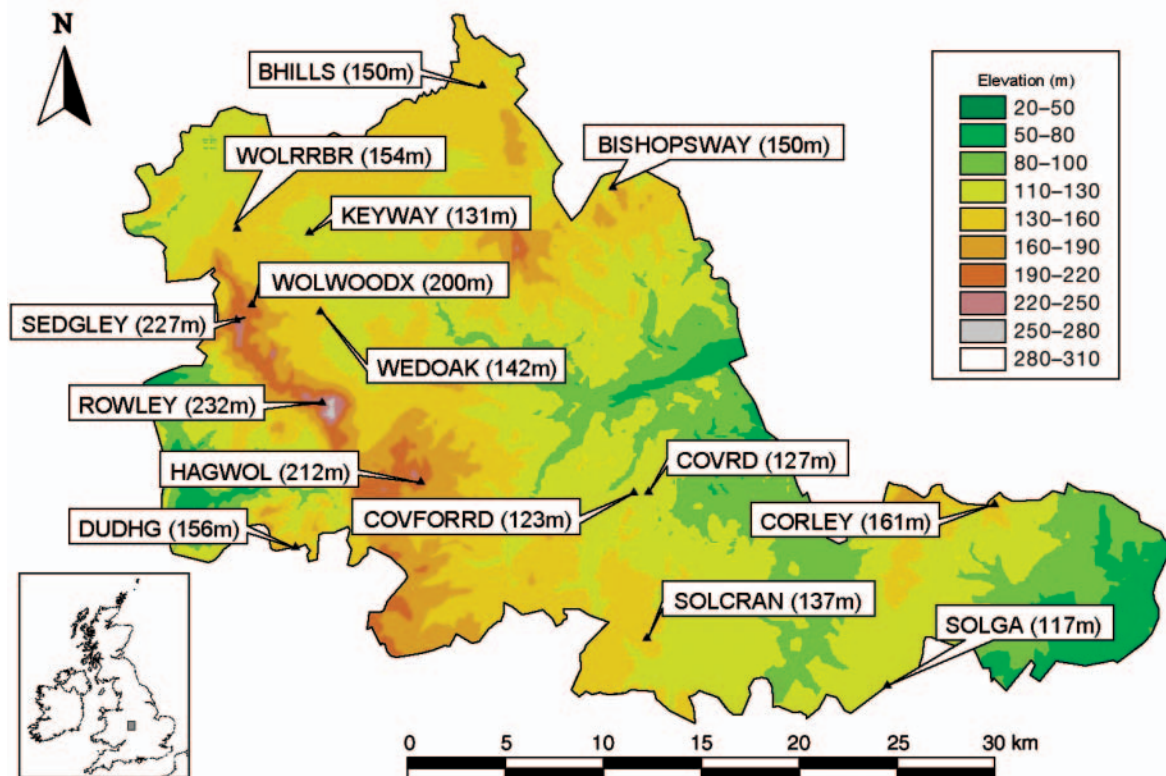 N
BHILLS (150m)
BISHOPSWAY (150m)
WOLRRBR (154m)
KEYWAY (131m)
WOLWOODX (200m)
SEDGLEY (227m)
WEDOAK (142m)
ROWLEY (232m)
HAGWOL (212m)
COVRD (127m)
DUDHG (156m)
COVFORRD (123m)
CORLEY (161m)
SOLCRAN (137m)
SOLGA (117m)
Elevation (m)
20–50
50–80
80–100
110–130
130–160
160–190
190–220
220–250
250–280
280–310
0 5 10 15 20 25 30 km